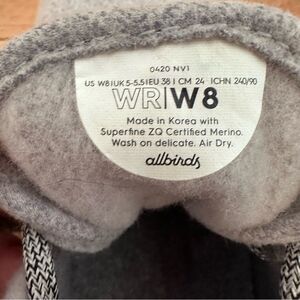 0420 NV1
US W8|UK 5-5.5|EU 38|CM 24|CHN 240/90
WR|W8
Made in Korea with
Superfine ZQ Certified Merino.
Wash on delicate. Air Dry.
allbirds